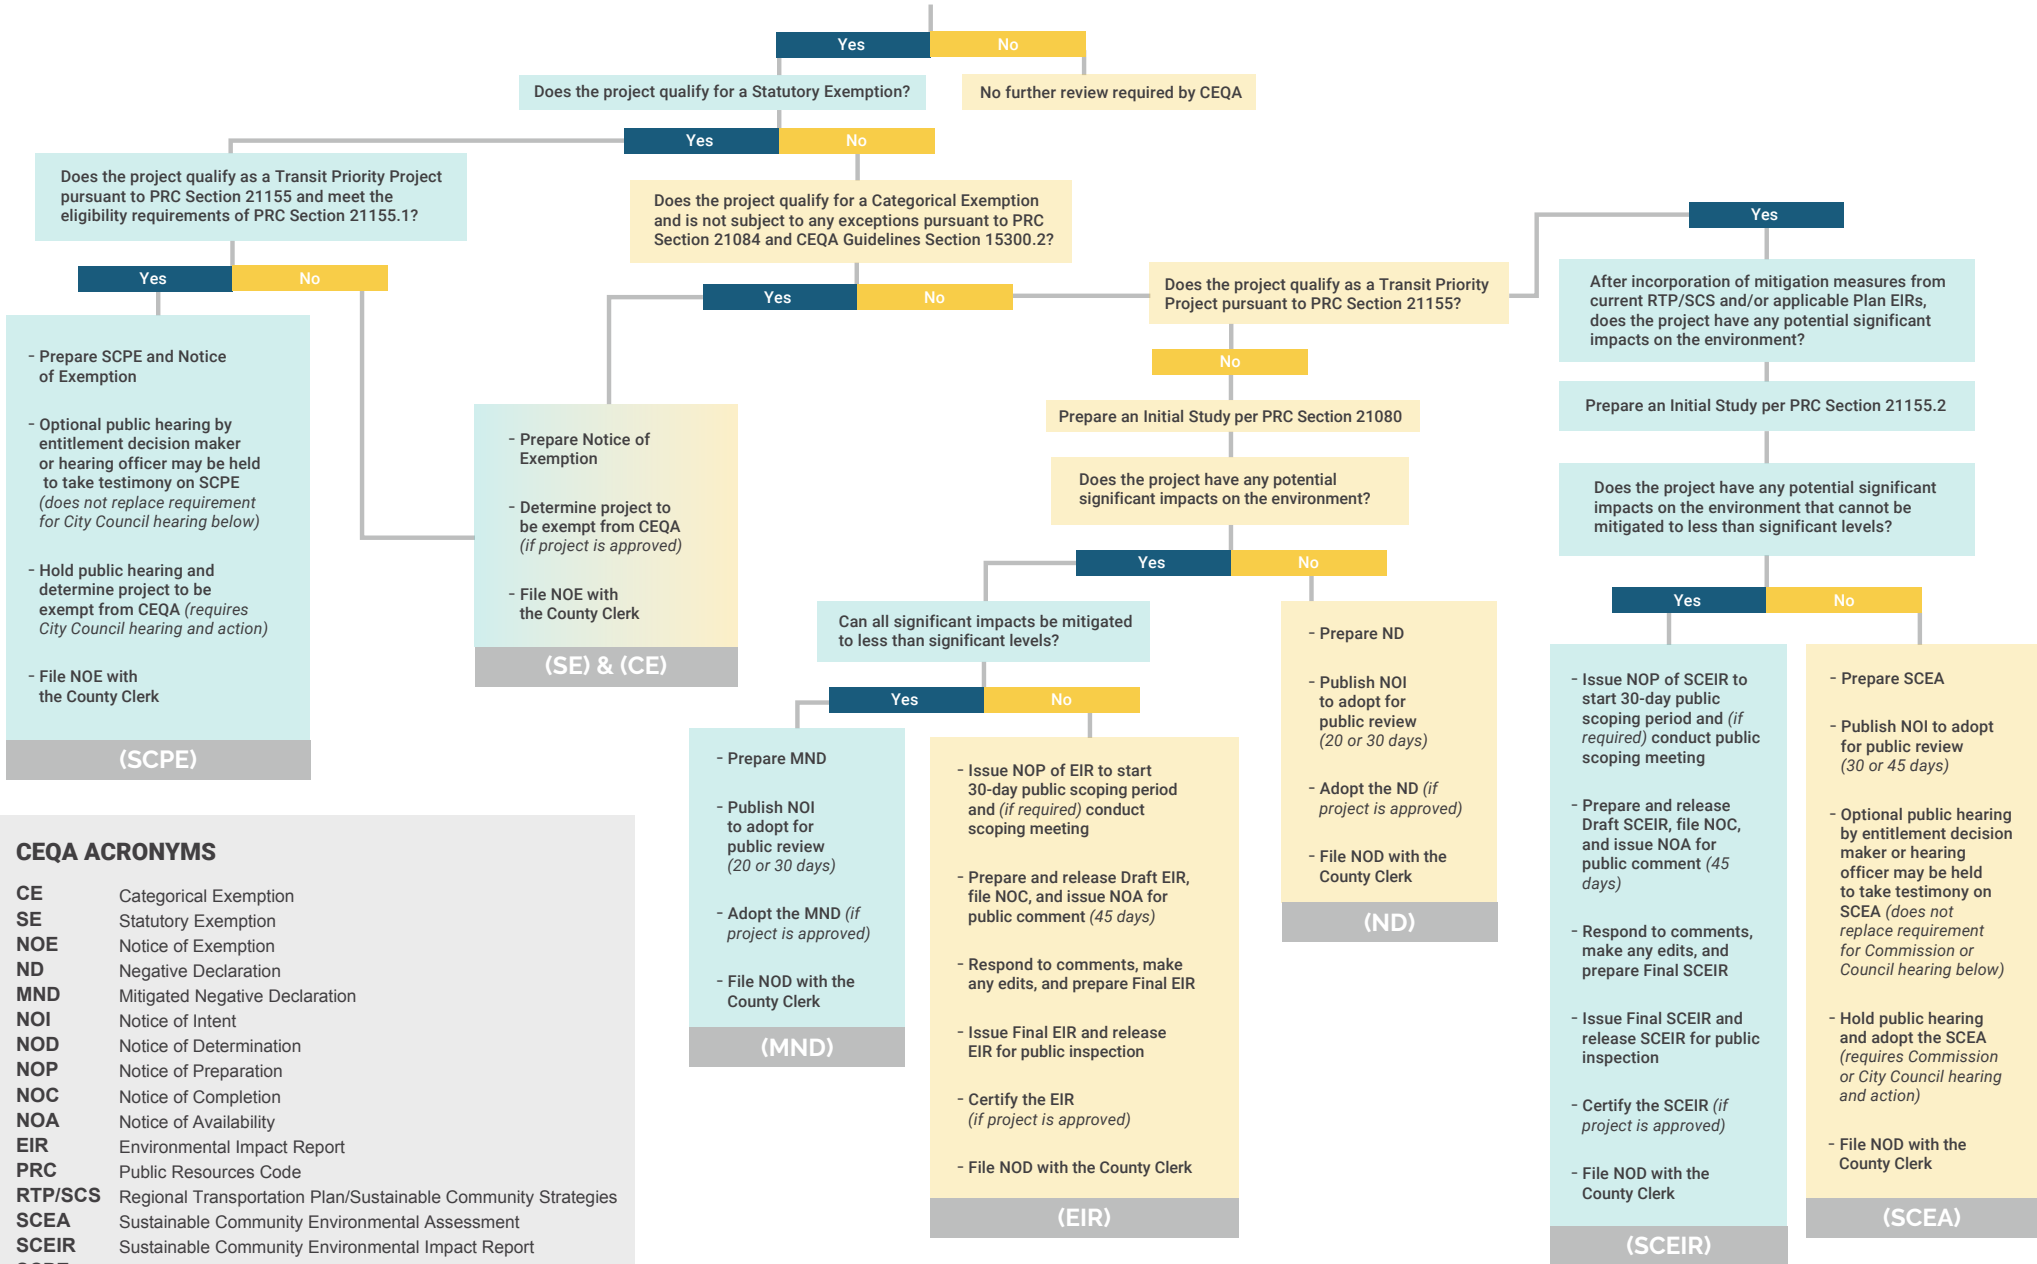 Yes
No
Does the project qualify for a Statutory Exemption?
No further review required by CEQA
Yes
No
Does the project qualify as a Transit Priority Project
pursuant to PRC Section 21155 and meet the
eligibility requirements of PRC Section 21155.1?
Yes
No
- Prepare SCPE and Notice
of Exemption
- Optional public hearing by
entitlement decision maker
or hearing officer may be held
to take testimony on SCPE
(does not replace requirement
for City Council hearing below)
- Hold public hearing and
determine project to be
exempt from CEQA (requires
City Council hearing and action)
- File NOE with
the County Clerk
(SCPE)
Does the project qualify for a Categorical Exemption
and is not subject to any exceptions pursuant to PRC
Section 21084 and CEQA Guidelines Section 15300.2?
Yes
No
- Prepare Notice of
Exemption
- Determine project to
be exempt from CEQA
(if project is approved)
- File NOE with
the County Clerk
(SE) & (CE)
Does the project qualify as a Transit Priority
Project pursuant to PRC Section 21155?
No
Prepare an Initial Study per PRC Section 21080
Does the project have any potential
significant impacts on the environment?
Yes
No
Can all significant impacts be mitigated
to less than significant levels?
Yes
No
- Prepare MND
- Publish NOI
to adopt for
public review
(20 or 30 days)
- Adopt the MND (if
project is approved)
- File NOD with the
County Clerk
(MND)
- Issue NOP of EIR to start
30-day public scoping period
and (if required) conduct
scoping meeting
- Prepare and release Draft EIR,
file NOC, and issue NOA for
public comment (45 days)
- Respond to comments, make
any edits, and prepare Final EIR
- Issue Final EIR and release
EIR for public inspection
- Certify the EIR
(if project is approved)
- File NOD with the County Clerk
(EIR)
- Prepare ND
- Publish NOI
to adopt for
public review
(20 or 30 days)
- Adopt the ND (if
project is approved)
- File NOD with the
County Clerk
(ND)
Yes
After incorporation of mitigation measures from
current RTP/SCS and/or applicable Plan EIRs,
does the project have any potential significant
impacts on the environment?
Prepare an Initial Study per PRC Section 21155.2
Does the project have any potential significant
impacts on the environment that cannot be
mitigated to less than significant levels?
Yes
No
- Issue NOP of SCEIR to
start 30-day public
scoping period and (if
required) conduct public
scoping meeting
- Prepare and release
Draft SCEIR, file NOC,
and issue NOA for
public comment (45
days)
- Respond to comments,
make any edits, and
prepare Final SCEIR
- Issue Final SCEIR and
release SCEIR for public
inspection
- Certify the SCEIR (if
project is approved)
- File NOD with the
County Clerk
(SCEIR)
- Prepare SCEA
- Publish NOI to adopt
for public review
(30 or 45 days)
- Optional public hearing
by entitlement decision
maker or hearing
officer may be held
to take testimony on
SCEA (does not
replace requirement
for Commission or
Council hearing below)
- Hold public hearing
and adopt the SCEA
(requires Commission
or City Council hearing
and action)
- File NOD with the
County Clerk
(SCEA)
CEQA ACRONYMS
CE Categorical Exemption
SE Statutory Exemption
NOE Notice of Exemption
ND Negative Declaration
MND Mitigated Negative Declaration
NOI Notice of Intent
NOD Notice of Determination
NOP Notice of Preparation
NOC Notice of Completion
NOA Notice of Availability
EIR Environmental Impact Report
PRC Public Resources Code
RTP/SCS Regional Transportation Plan/Sustainable Community Strategies
SCEA Sustainable Community Environmental Assessment
SCEIR Sustainable Community Environmental Impact Report